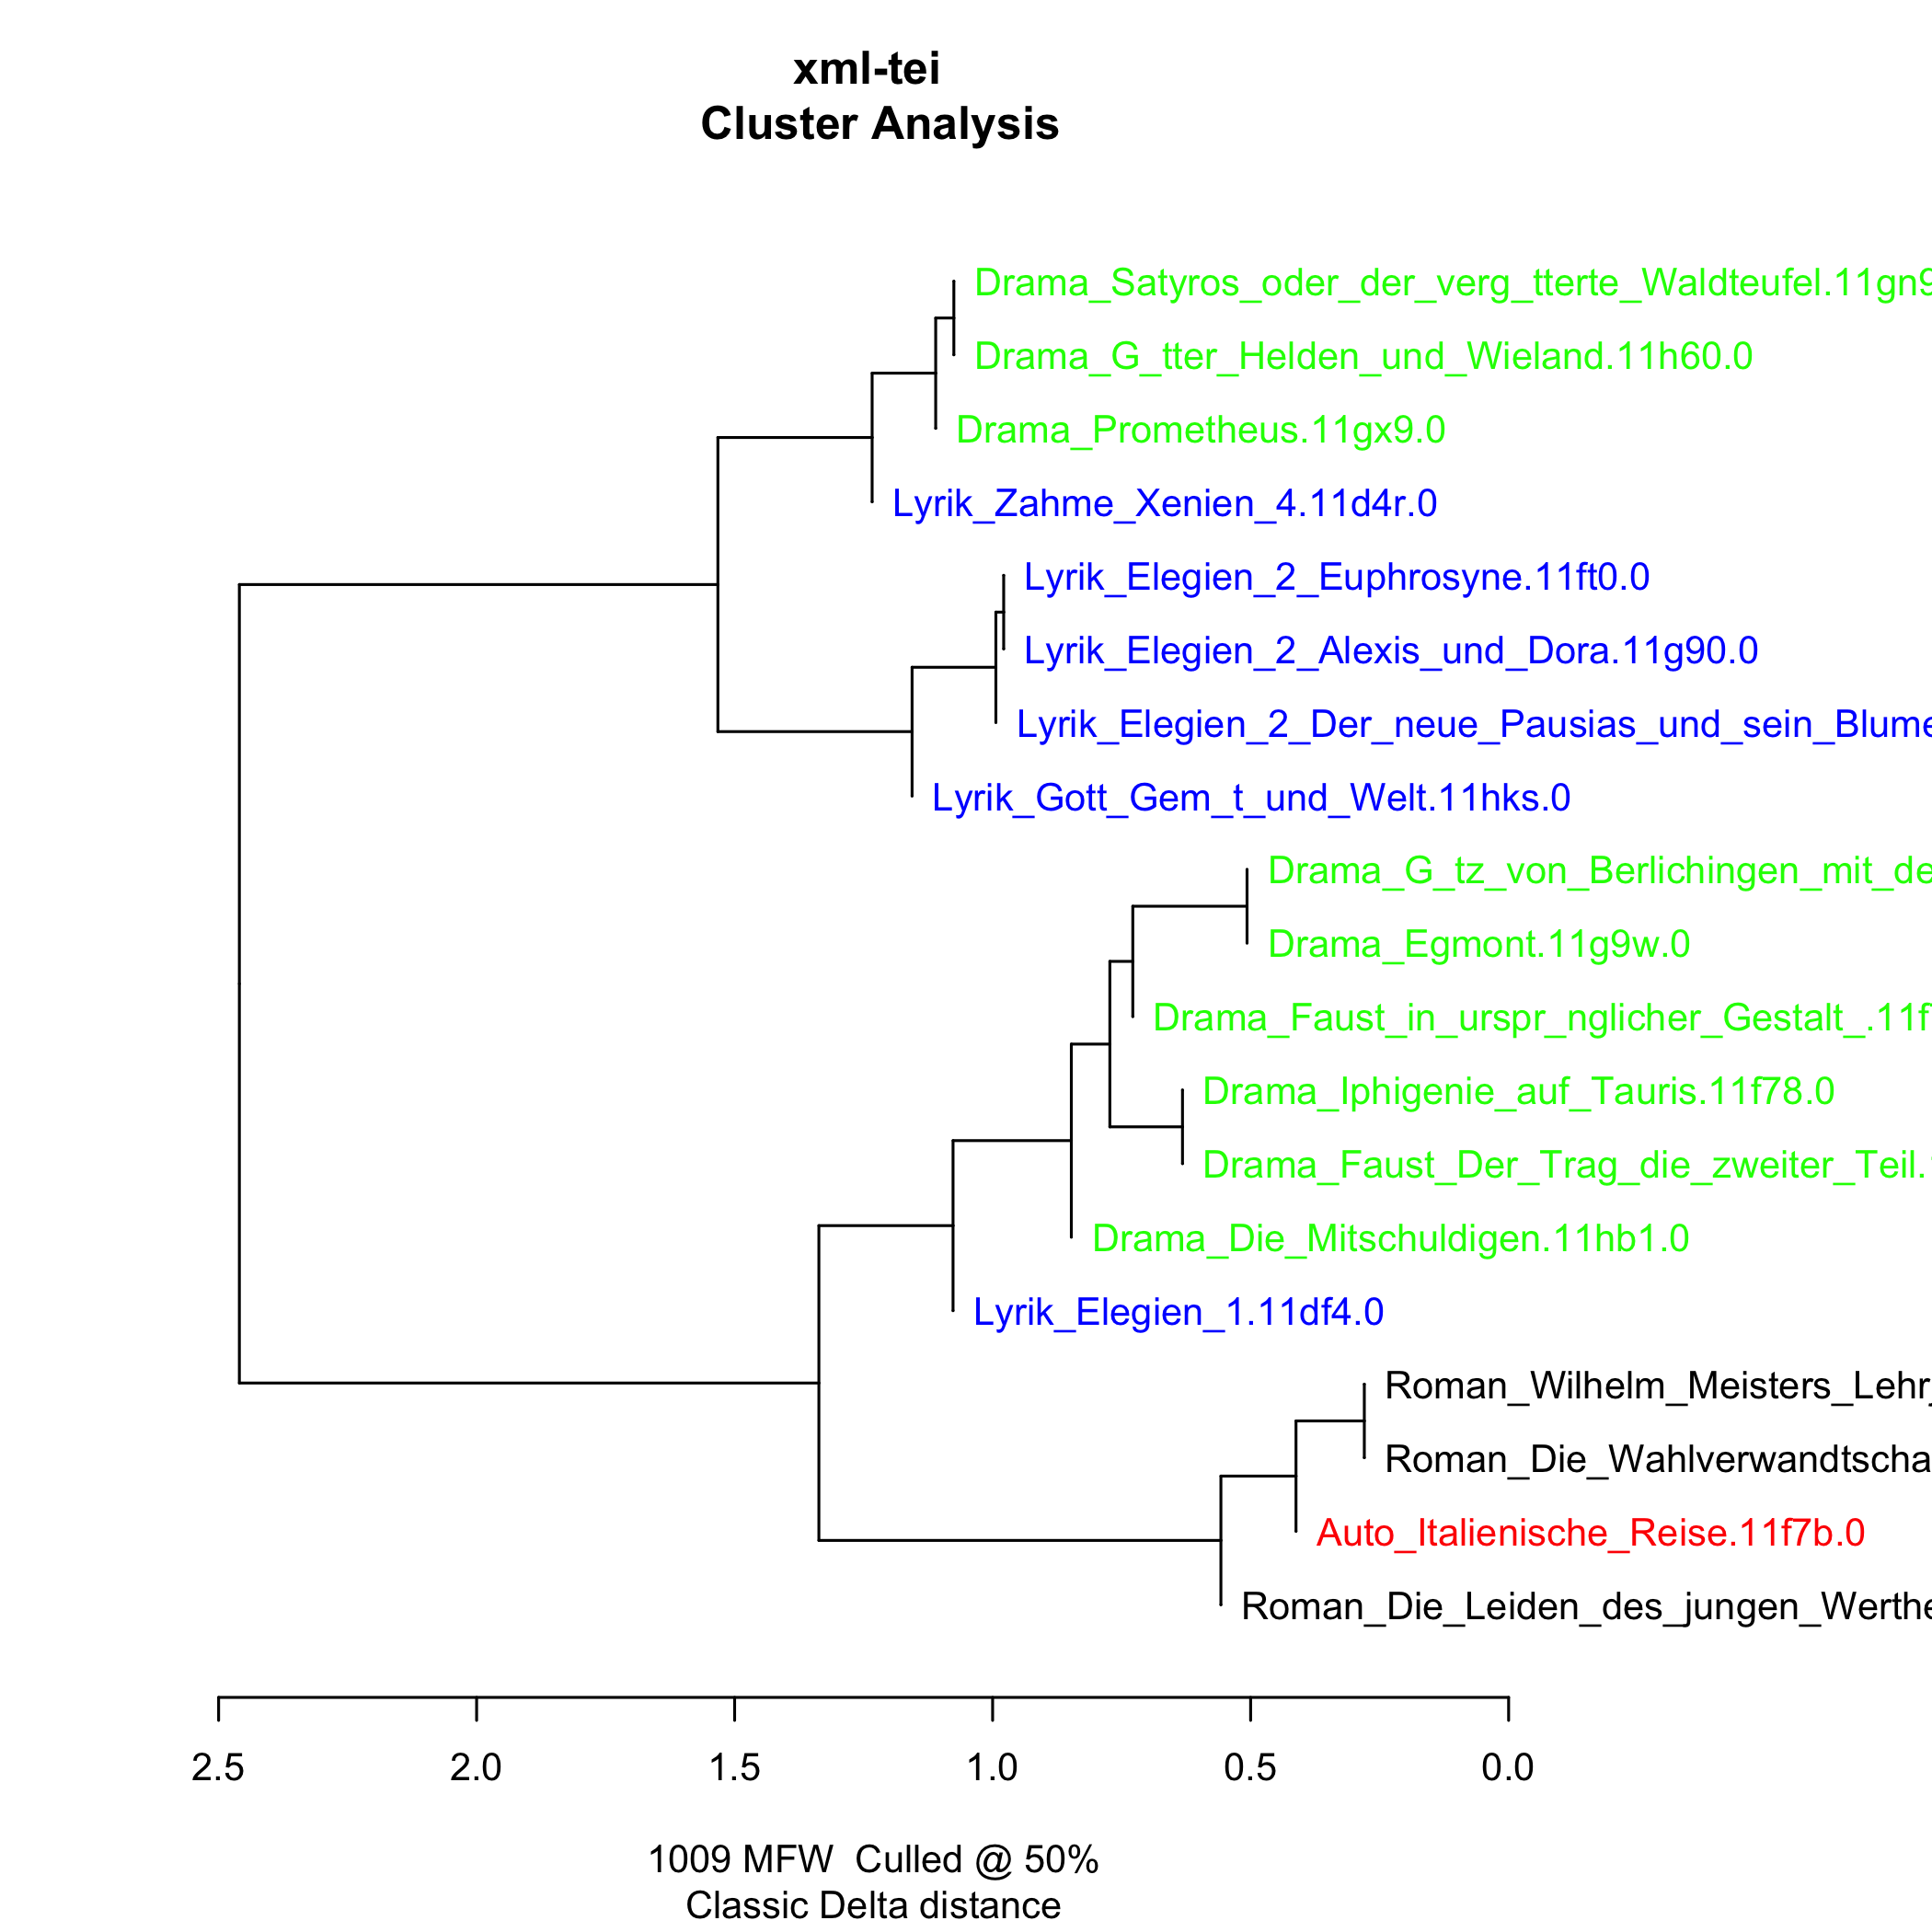 xml-tei
Cluster Analysis
Drama_Satyros_oder_der_verg_tterte_Waldteufel.11gn9
Drama_G_tter_Helden_und_Wieland.11h60.0
Drama_Prometheus.11gx9.0
Lyrik_Zahme_Xenien_4.11d4r.0
Lyrik_Elegien_2_Euphrosyne.11ft0.0
Lyrik_Elegien_2_Alexis_und_Dora.11g90.0
Lyrik_Elegien_2_Der_neue_Pausias_und_sein_Blume
Lyrik_Gott_Gem_t_und_Welt.11hks.0
Drama_G_tz_von_Berlichingen_mit_de
Drama_Egmont.11g9w.0
Drama_Faust_in_urspr_nglicher_Gestalt_.11f
Drama_Iphigenie_auf_Tauris.11f78.0
Drama_Faust_Der_Trag_die_zweiter_Teil.
Drama_Die_Mitschuldigen.11hb1.0
Lyrik_Elegien_1.11df4.0
Roman_Wilhelm_Meisters_Lehr_
Roman_Die_Wahlverwandtscha
Auto_Italienische_Reise.11f7b.0
Roman_Die_Leiden_des_jungen_Werthe
2.5 2.0 1.5 1.0 0.5 0.0
1009 MFW Culled @ 50%
Classic Delta distance